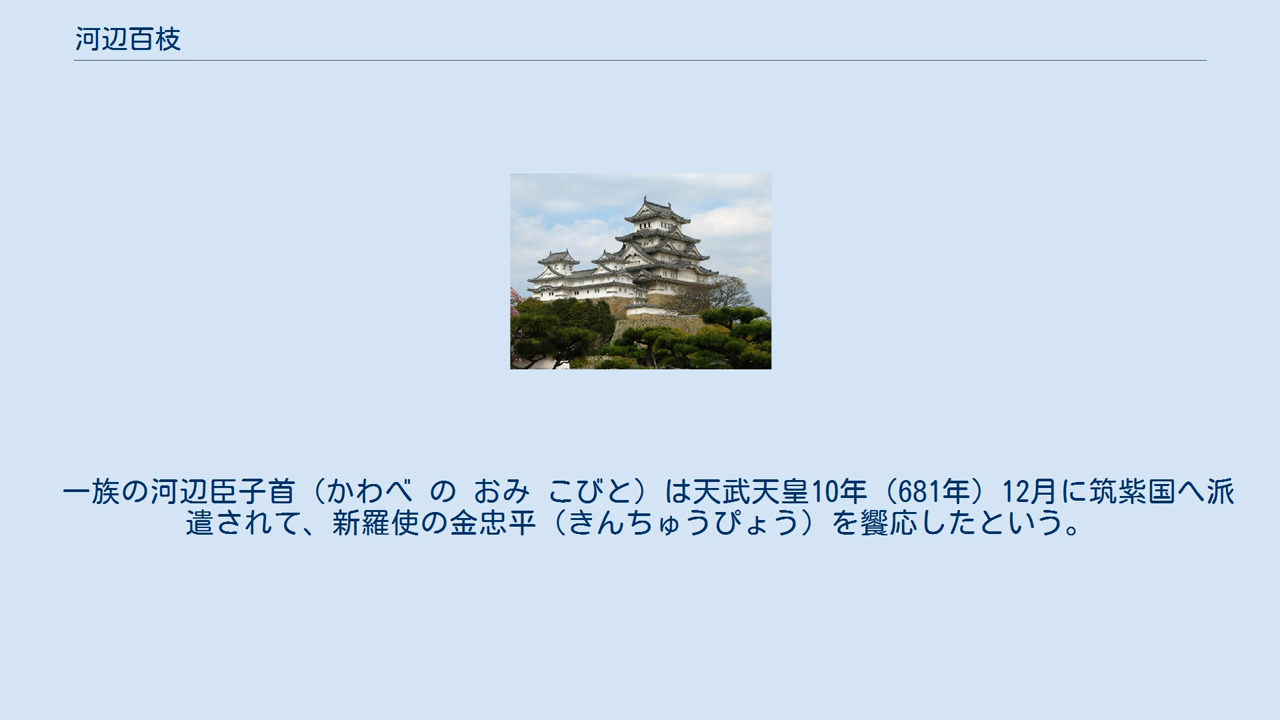 河辺百枝
一族の河辺臣子首（かわべ の おみ こびと）は天武天皇10年（681年）12月に筑紫国へ派
遣されて、新羅使の金忠平（きんちゅうぴょう）を饗応したという。